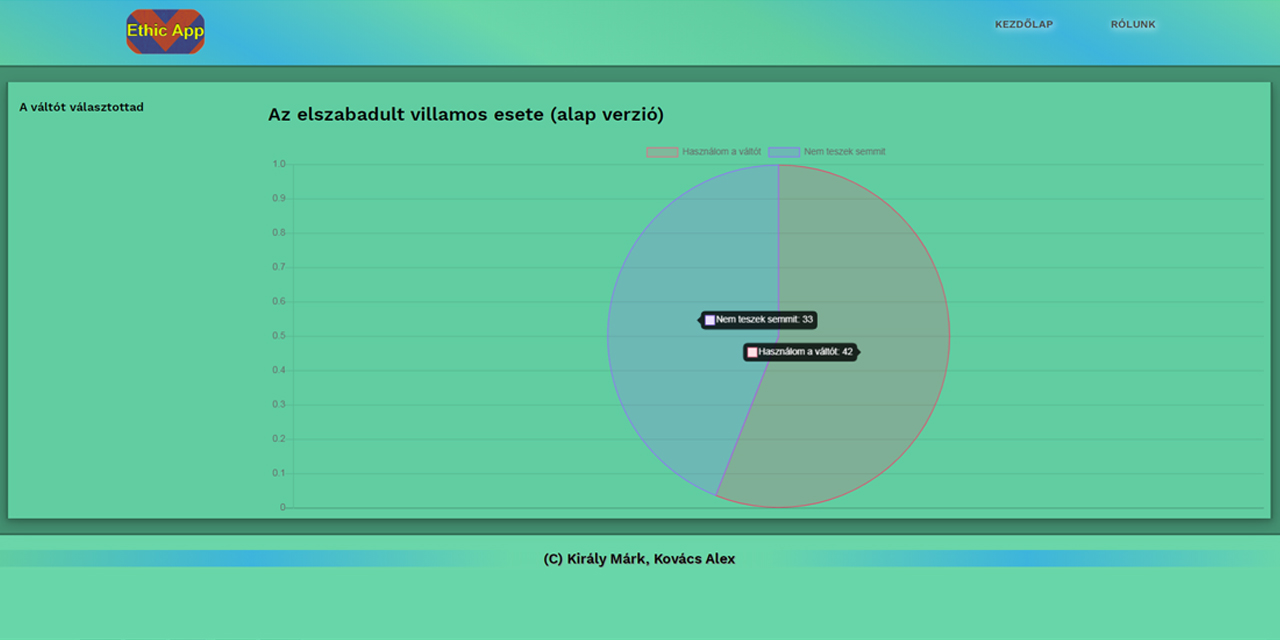 Ethic App
KEZDŐLAP
RÓLUNK
A váltót választottad
Az elszabadult villamos esete (alap verzió)
Használom a váltót
Nem teszek semmit
1.0
0.9
0.8
0.7
0.6
0.5
0.4
0.3
0.2
0.1
0
Nem teszek semmit: 33
Használom a váltót: 42
(C) Király Márk, Kovács Alex